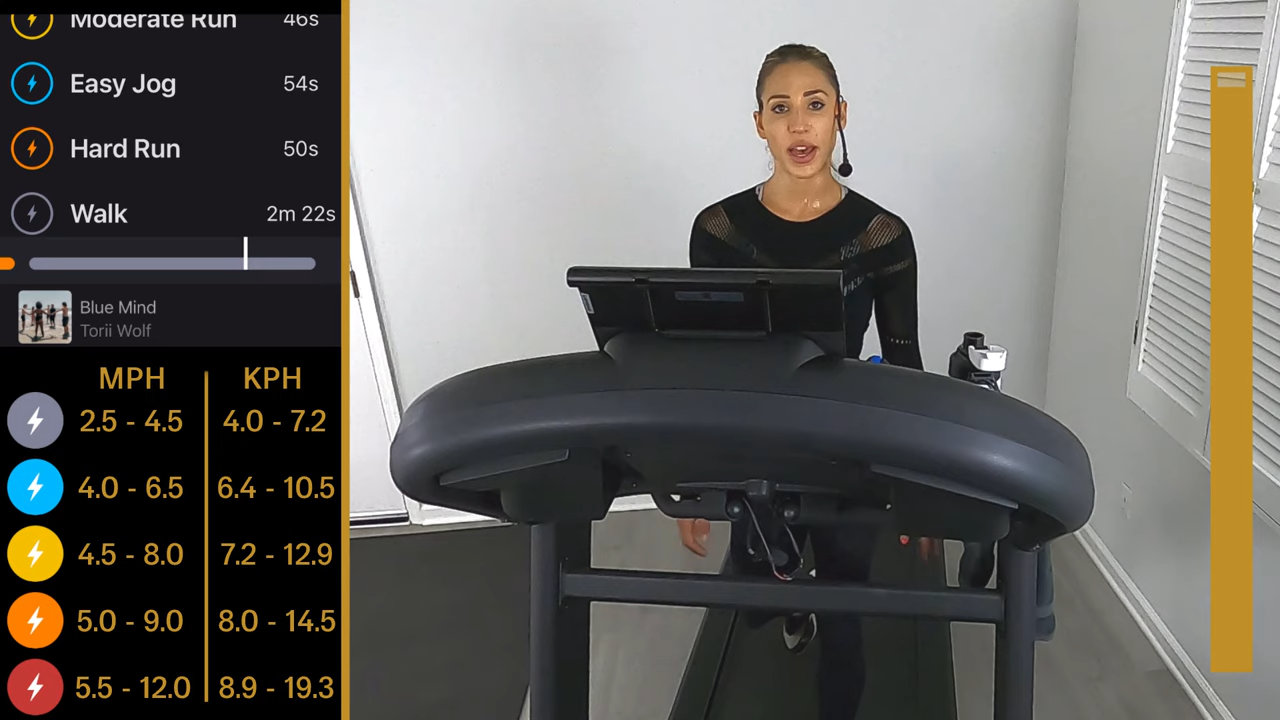 Moderate Run 46s
Easy Jog 54s
Hard Run 50s
Walk 2m 22s
Blue Mind
Torii Wolf
MPH KPH
2.5 - 4.5 4.0 - 7.2
4.0 - 6.5 6.4 - 10.5
4.5 - 8.0 7.2 - 12.9
5.0 - 9.0 8.0 - 14.5
5.5 - 12.0 8.9 - 19.3